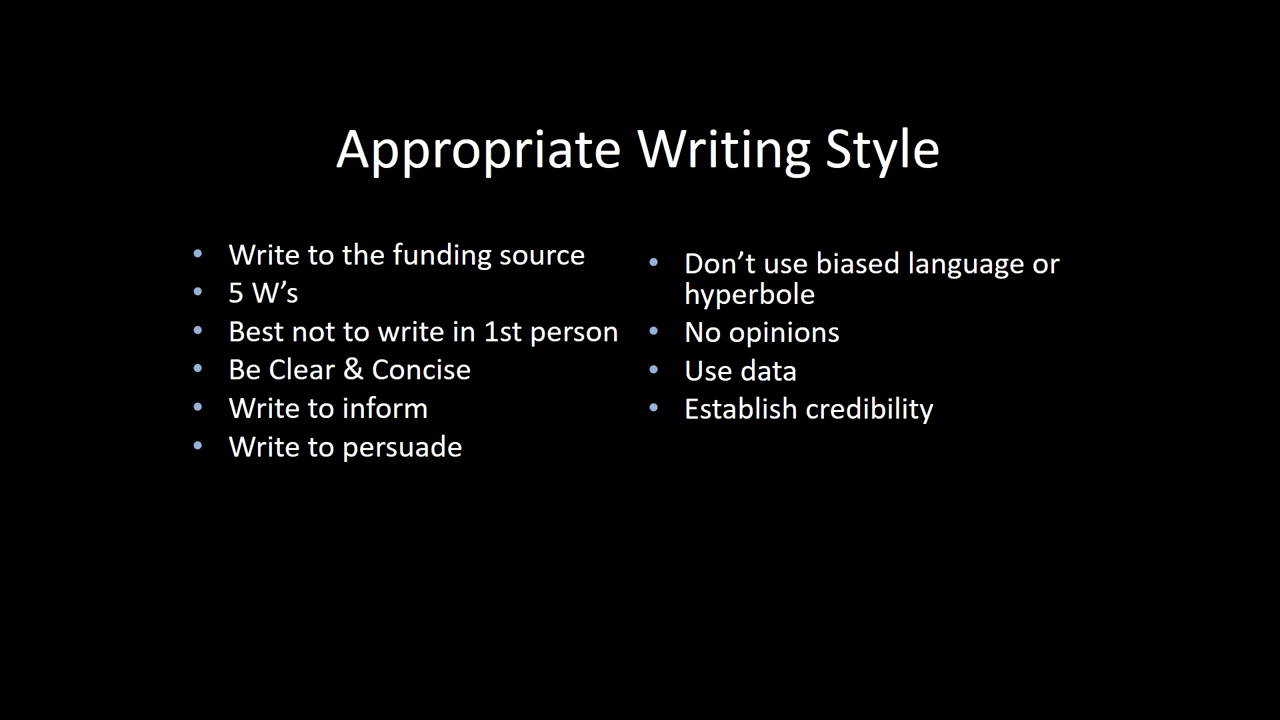 Appropriate Writing Style
• Write to the funding source
• 5 W’s
• Best not to write in 1st person
• Be Clear & Concise
• Write to inform
• Write to persuade
• Don’t use biased language or
hyperbole
• No opinions
• Use data
• Establish credibility